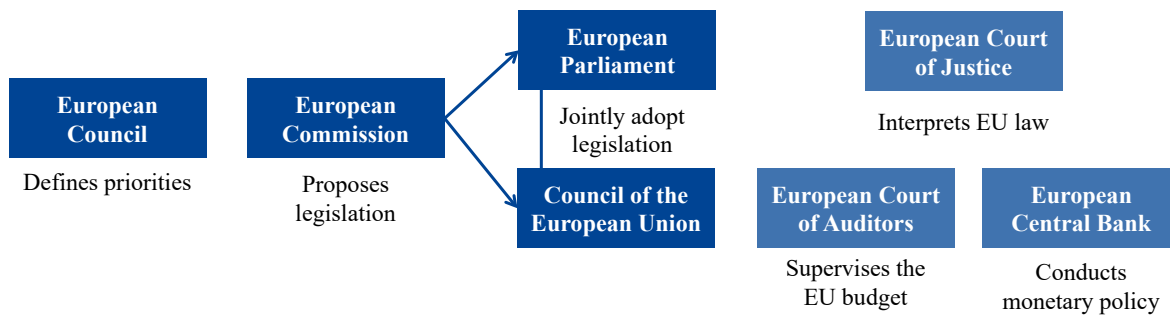 European
Council
Defines priorities
European
Commission
Proposes
legislation
European
Parliament
Jointly adopt
legislation
Council of the
European Union
European Court
of Justice
Interprets EU law
European Court
of Auditors
Supervises the
EU budget
European
Central Bank
Conducts
monetary policy